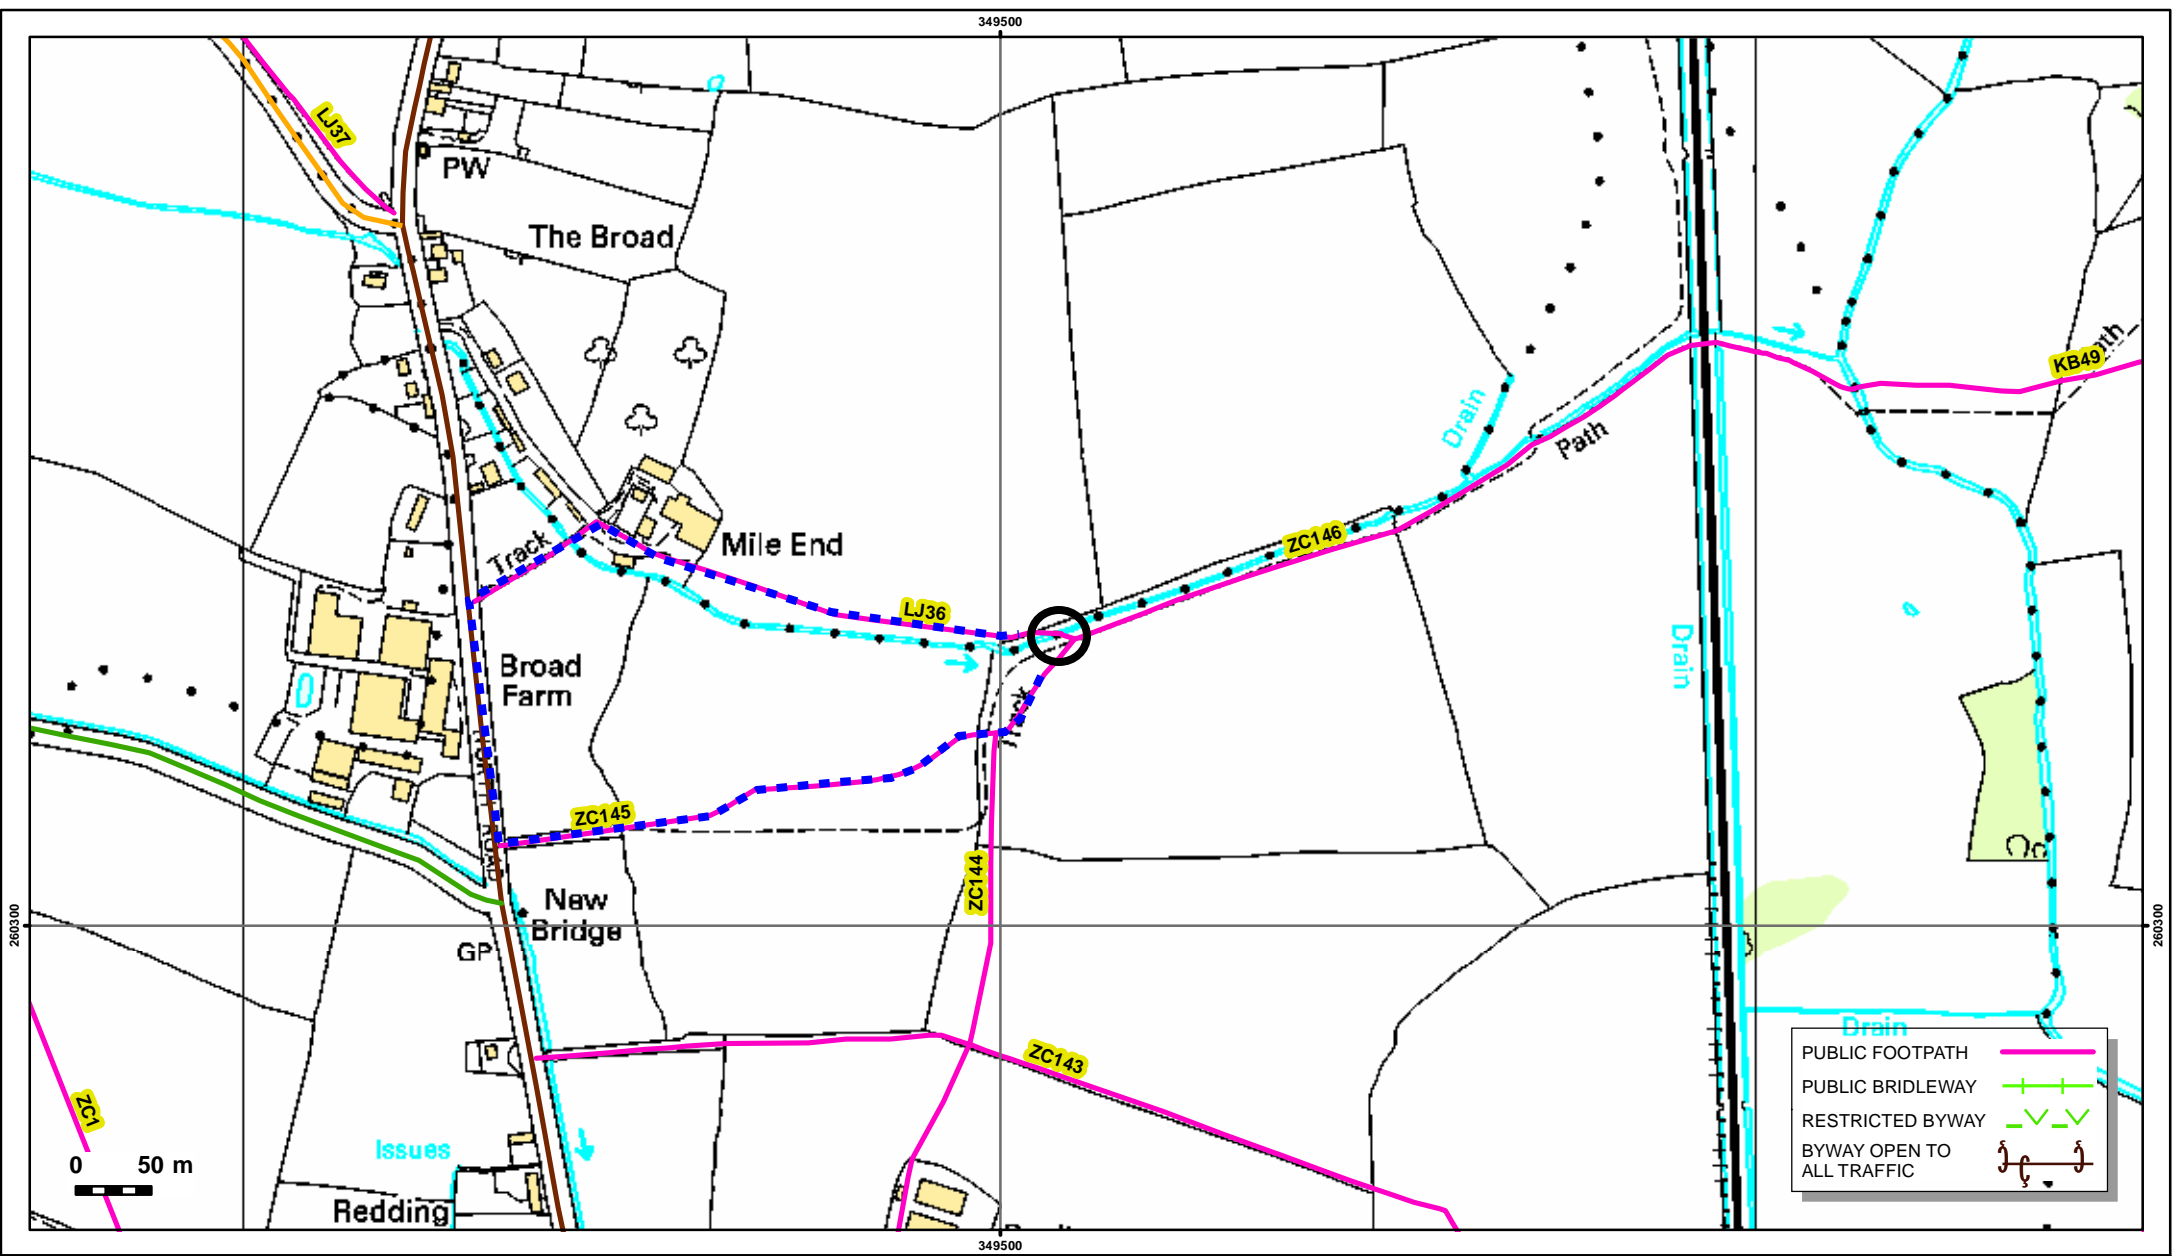 349500
LJ37
PW
The Broad
KB49
Drain
Path
Track
Mile End
ZC146
LJ36
Broad
Farm
Drain
ZC145
ZC144
New
Bridge
260300
260300
GP
ZC143
Drain
ZC1
Issues
0 50 m
Redding
PUBLIC FOOTPATH
PUBLIC BRIDLEWAY
RESTRICTED BYWAY
BYWAY OPEN TO
ALL TRAFFIC
349500